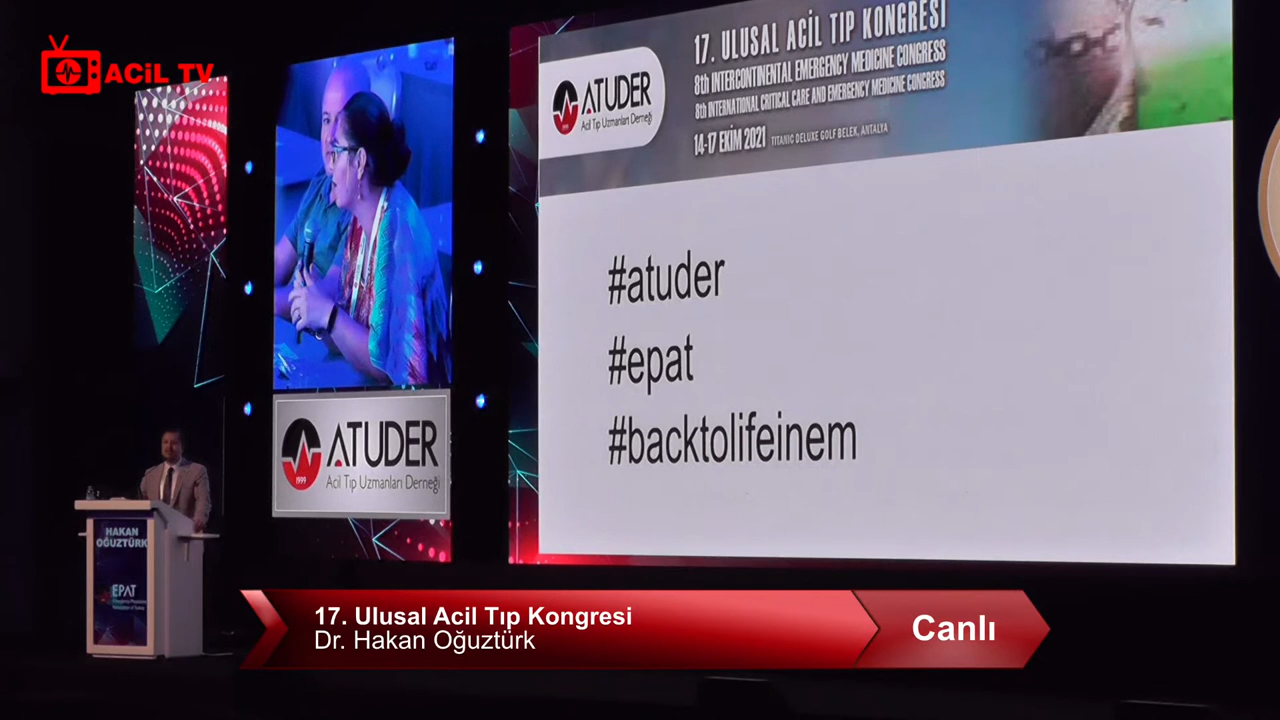 ACİL TV
ATUDER
Acil Tıp Uzmanları Derneği
1999
17. ULUSAL ACİL TIP KONGRESİ
8th INTERCONTINENTAL EMERGENCY MEDICINE CONGRESS
8th INTERNATIONAL CRITICAL CARE AND EMERGENCY MEDICINE CONGRESS
14-17 EKİM 2021 TITANIC DELUXE GOLF BELEK, ANTALYA
#atuder
#epat
#backtolifeinem
ATUDER
Acil Tıp Uzmanları Derneği
1999
HAKAN
OĞUZTÜRK
EPAT
17. Ulusal Acil Tıp Kongresi
Dr. Hakan Oğuztürk
Canlı